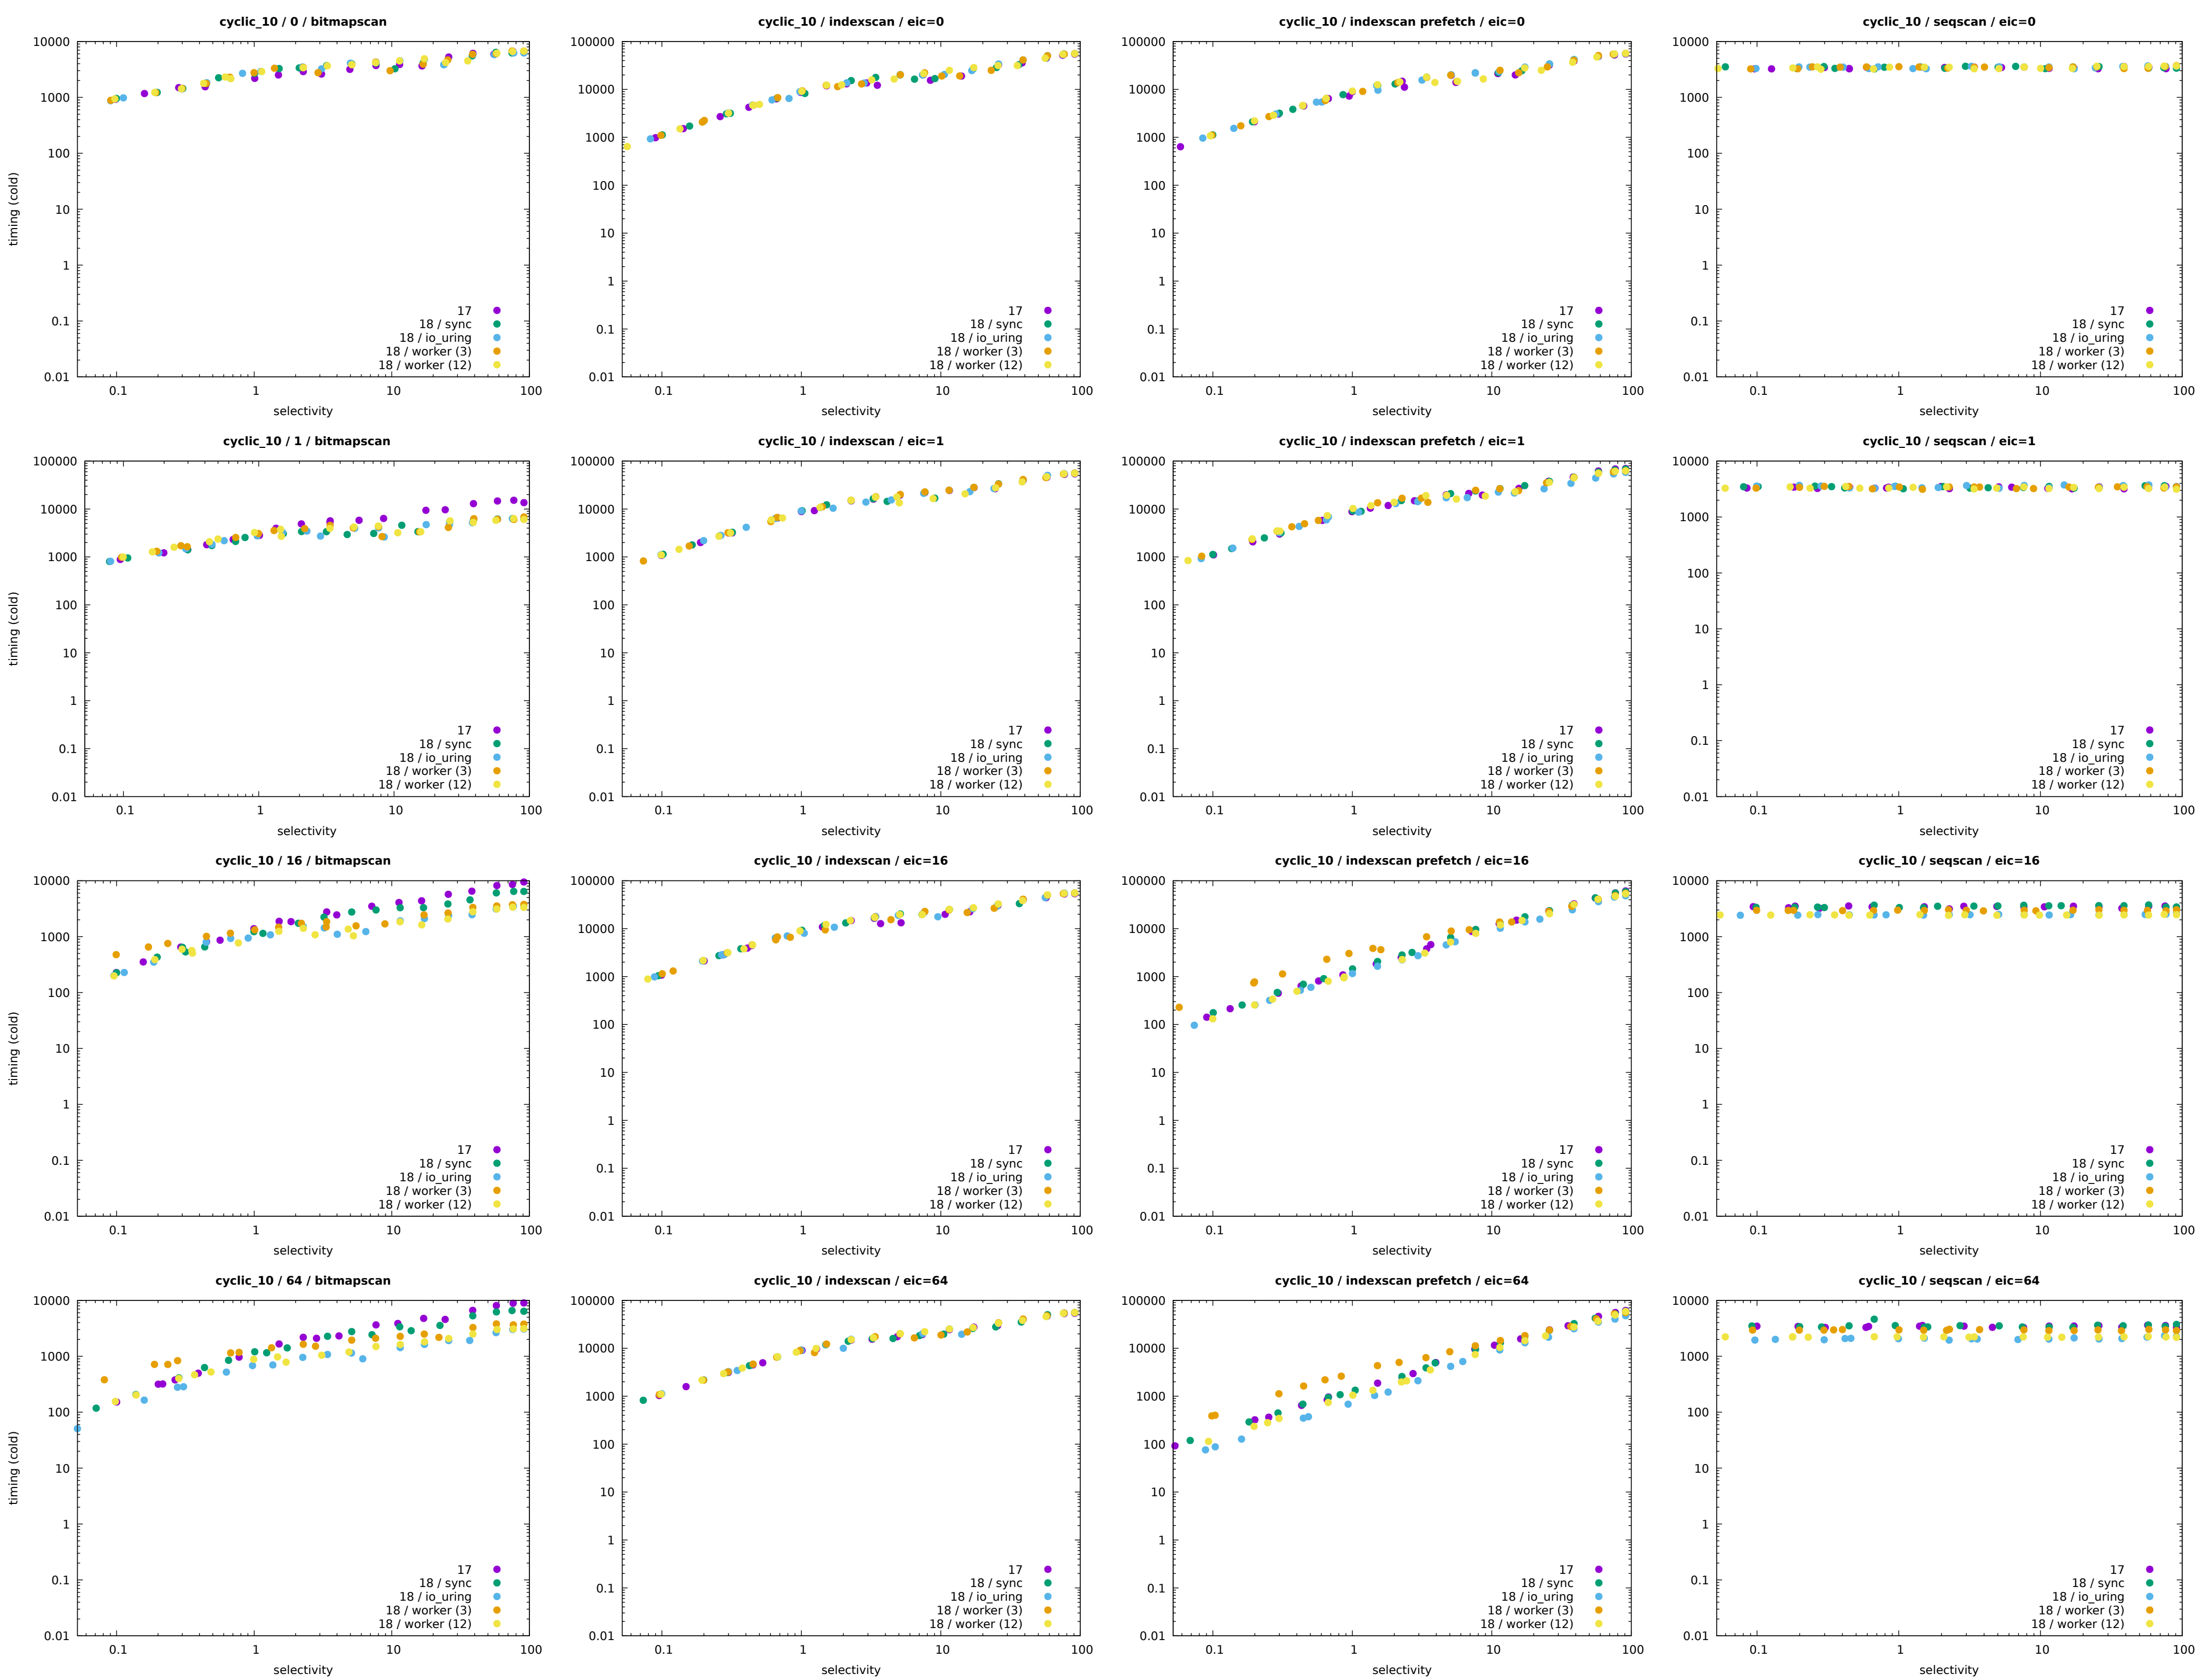 cyclic_10 / 0 / bitmapscan
timing (cold)
10000
1000
100
10
1
0.1
0.01
17
18 / sync
18 / io_uring
18 / worker (3)
18 / worker (12)
0.1 1 10 100
selectivity
cyclic_10 / indexscan / eic=0
100000
10000
1000
100
10
1
0.1
0.01
17
18 / sync
18 / io_uring
18 / worker (3)
18 / worker (12)
0.1 1 10 100
selectivity
cyclic_10 / indexscan prefetch / eic=0
100000
10000
1000
100
10
1
0.1
0.01
17
18 / sync
18 / io_uring
18 / worker (3)
18 / worker (12)
0.1 1 10 100
selectivity
cyclic_10 / seqscan / eic=0
10000
1000
100
10
1
0.1
0.01
17
18 / sync
18 / io_uring
18 / worker (3)
18 / worker (12)
0.1 1 10 100
selectivity
cyclic_10 / 1 / bitmapscan
timing (cold)
100000
10000
1000
100
10
1
0.1
0.01
17
18 / sync
18 / io_uring
18 / worker (3)
18 / worker (12)
0.1 1 10 100
selectivity
cyclic_10 / indexscan / eic=1
100000
10000
1000
100
10
1
0.1
0.01
17
18 / sync
18 / io_uring
18 / worker (3)
18 / worker (12)
0.1 1 10 100
selectivity
cyclic_10 / indexscan prefetch / eic=1
100000
10000
1000
100
10
1
0.1
0.01
17
18 / sync
18 / io_uring
18 / worker (3)
18 / worker (12)
0.1 1 10 100
selectivity
cyclic_10 / seqscan / eic=1
10000
1000
100
10
1
0.1
0.01
17
18 / sync
18 / io_uring
18 / worker (3)
18 / worker (12)
0.1 1 10 100
selectivity
cyclic_10 / 16 / bitmapscan
timing (cold)
10000
1000
100
10
1
0.1
0.01
17
18 / sync
18 / io_uring
18 / worker (3)
18 / worker (12)
0.1 1 10 100
selectivity
cyclic_10 / indexscan / eic=16
100000
10000
1000
100
10
1
0.1
0.01
17
18 / sync
18 / io_uring
18 / worker (3)
18 / worker (12)
0.1 1 10 100
selectivity
cyclic_10 / indexscan prefetch / eic=16
100000
10000
1000
100
10
1
0.1
0.01
17
18 / sync
18 / io_uring
18 / worker (3)
18 / worker (12)
0.1 1 10 100
selectivity
cyclic_10 / seqscan / eic=16
10000
1000
100
10
1
0.1
0.01
17
18 / sync
18 / io_uring
18 / worker (3)
18 / worker (12)
0.1 1 10 100
selectivity
cyclic_10 / 64 / bitmapscan
timing (cold)
10000
1000
100
10
1
0.1
0.01
17
18 / sync
18 / io_uring
18 / worker (3)
18 / worker (12)
0.1 1 10 100
selectivity
cyclic_10 / indexscan / eic=64
100000
10000
1000
100
10
1
0.1
0.01
17
18 / sync
18 / io_uring
18 / worker (3)
18 / worker (12)
0.1 1 10 100
selectivity
cyclic_10 / indexscan prefetch / eic=64
100000
10000
1000
100
10
1
0.1
0.01
17
18 / sync
18 / io_uring
18 / worker (3)
18 / worker (12)
0.1 1 10 100
selectivity
cyclic_10 / seqscan / eic=64
10000
1000
100
10
1
0.1
0.01
17
18 / sync
18 / io_uring
18 / worker (3)
18 / worker (12)
0.1 1 10 100
selectivity